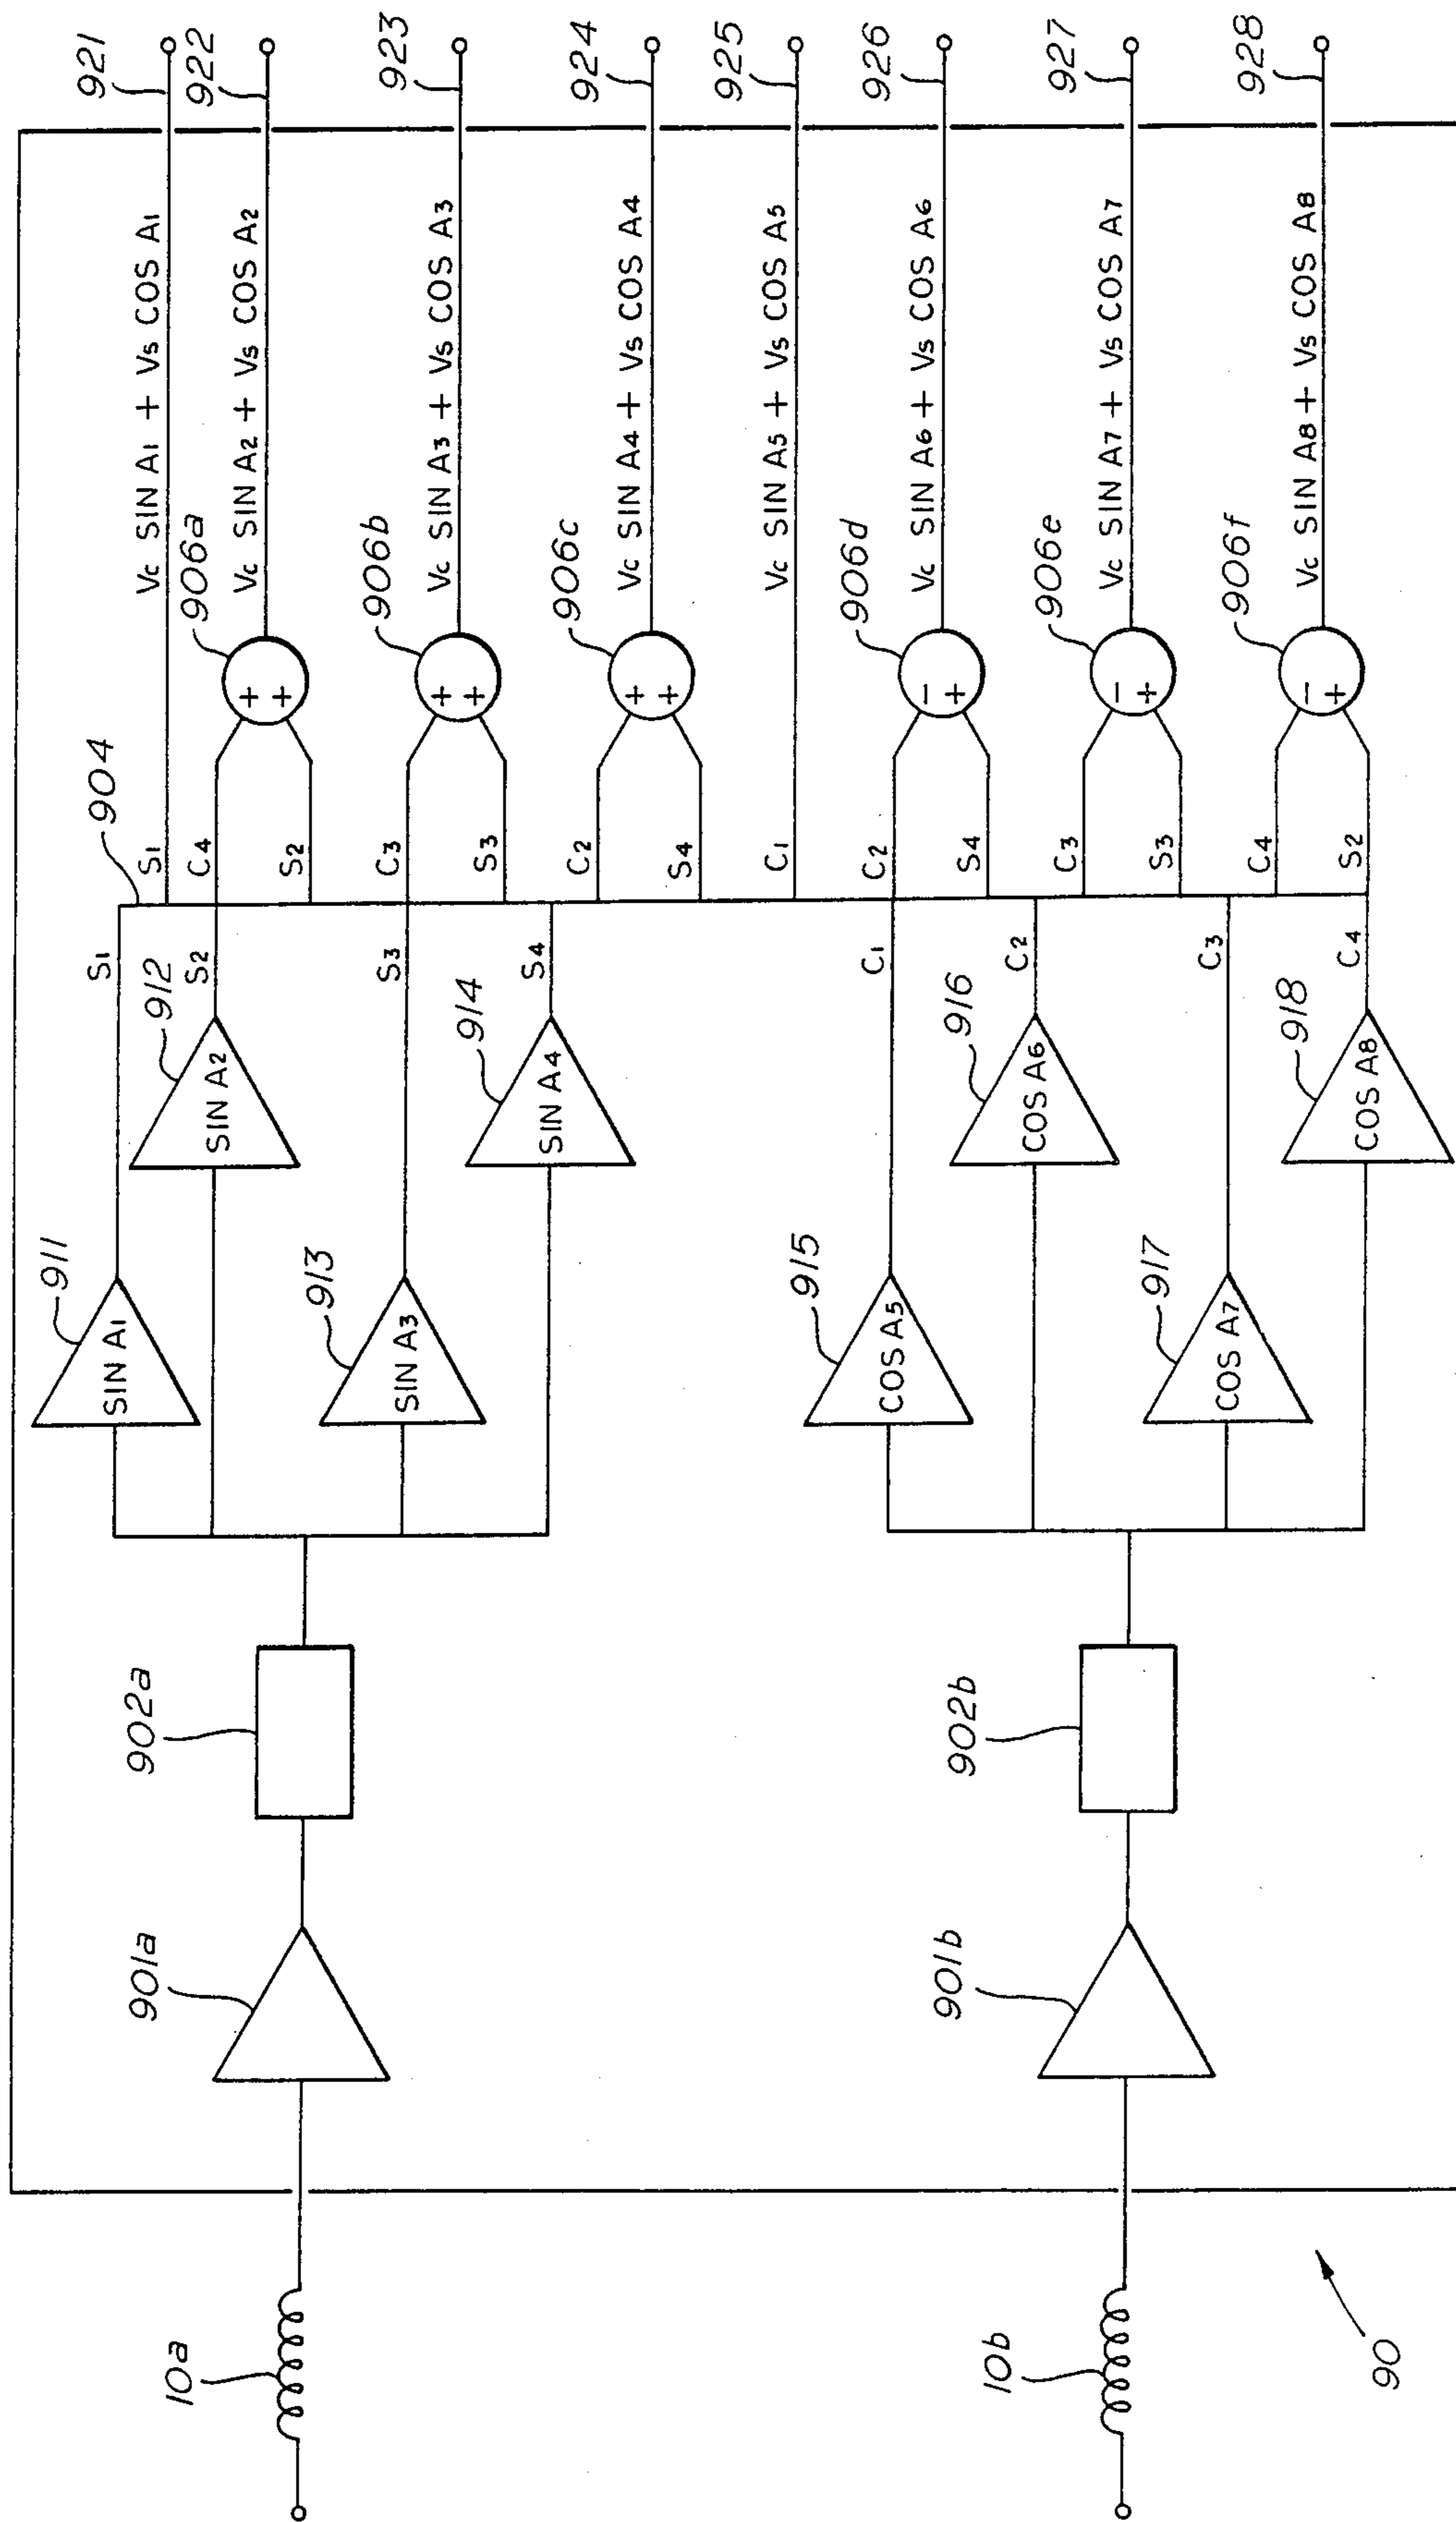 921
Vc SIN A1 + Vs COS A1
922
Vc SIN A2 + Vs COS A2
906a
+
+
923
Vc SIN A3 + Vs COS A3
906b
+
+
924
Vc SIN A4 + Vs COS A4
906c
+
+
925
Vc SIN A5 + Vs COS A5
926
Vc SIN A6 + Vs COS A6
906d
−
+
927
Vc SIN A7 + Vs COS A7
906e
−
+
928
Vc SIN A8 + Vs COS A8
906f
−
+
904
S1
C4
S2
C3
S3
C2
S4
C1
C2
S4
C3
S3
C4
S2
S1
S2
S3
S4
C1
C2
C3
C4
911
SIN A1
912
SIN A2
913
SIN A3
914
SIN A4
915
COS A5
916
COS A6
917
COS A7
918
COS A8
902a
902b
901a
901b
10a
10b
90